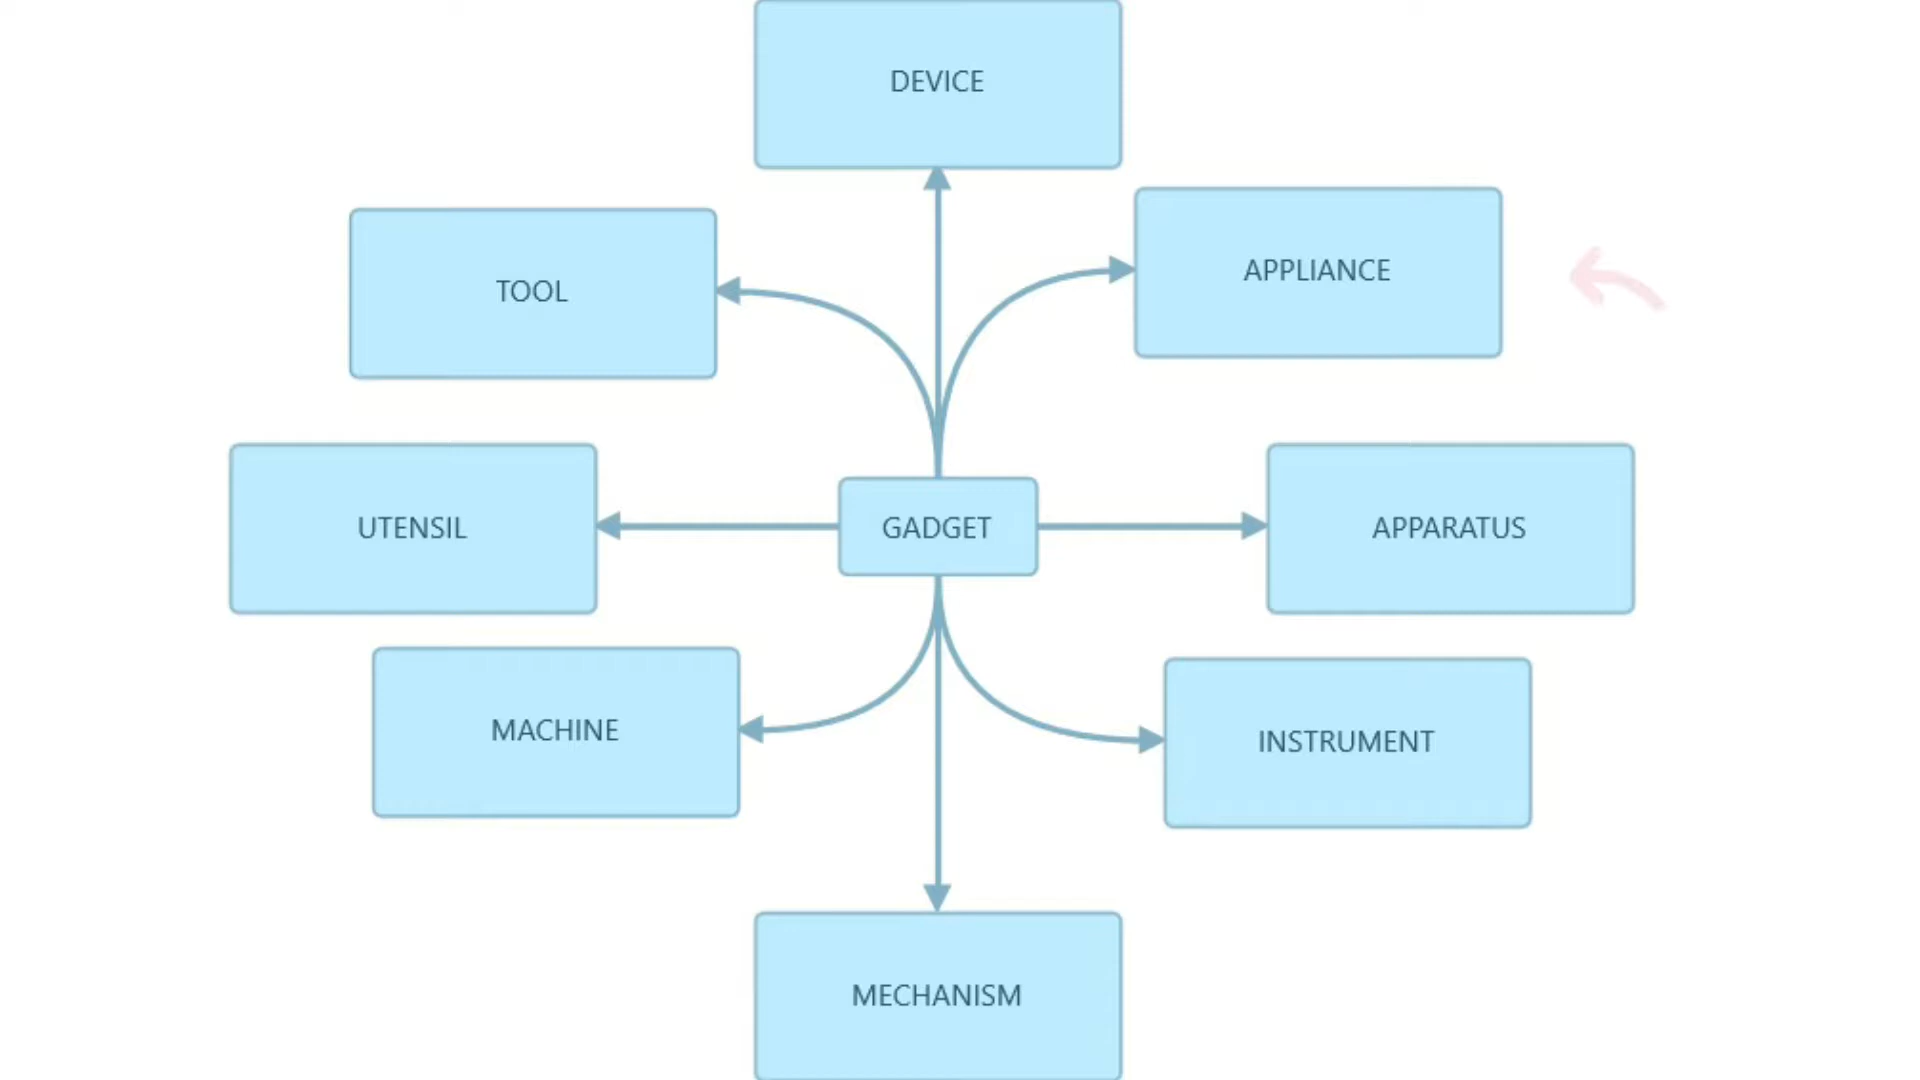 DEVICE
APPLIANCE
TOOL
UTENSIL
GADGET
APPARATUS
MACHINE
INSTRUMENT
MECHANISM